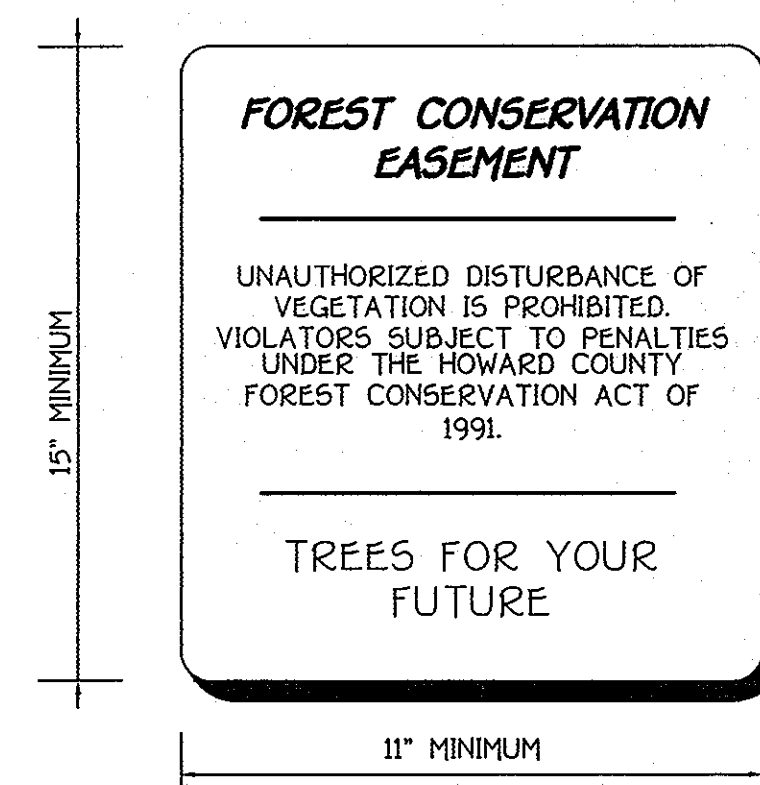 FOREST CONSERVATION
EASEMENT
UNAUTHORIZED DISTURBANCE OF
VEGETATION IS PROHIBITED.
VIOLATORS SUBJECT TO PENALTIES
UNDER THE HOWARD COUNTY
FOREST CONSERVATION ACT OF
1991.
TREES FOR YOUR
FUTURE
15" MINIMUM
11" MINIMUM